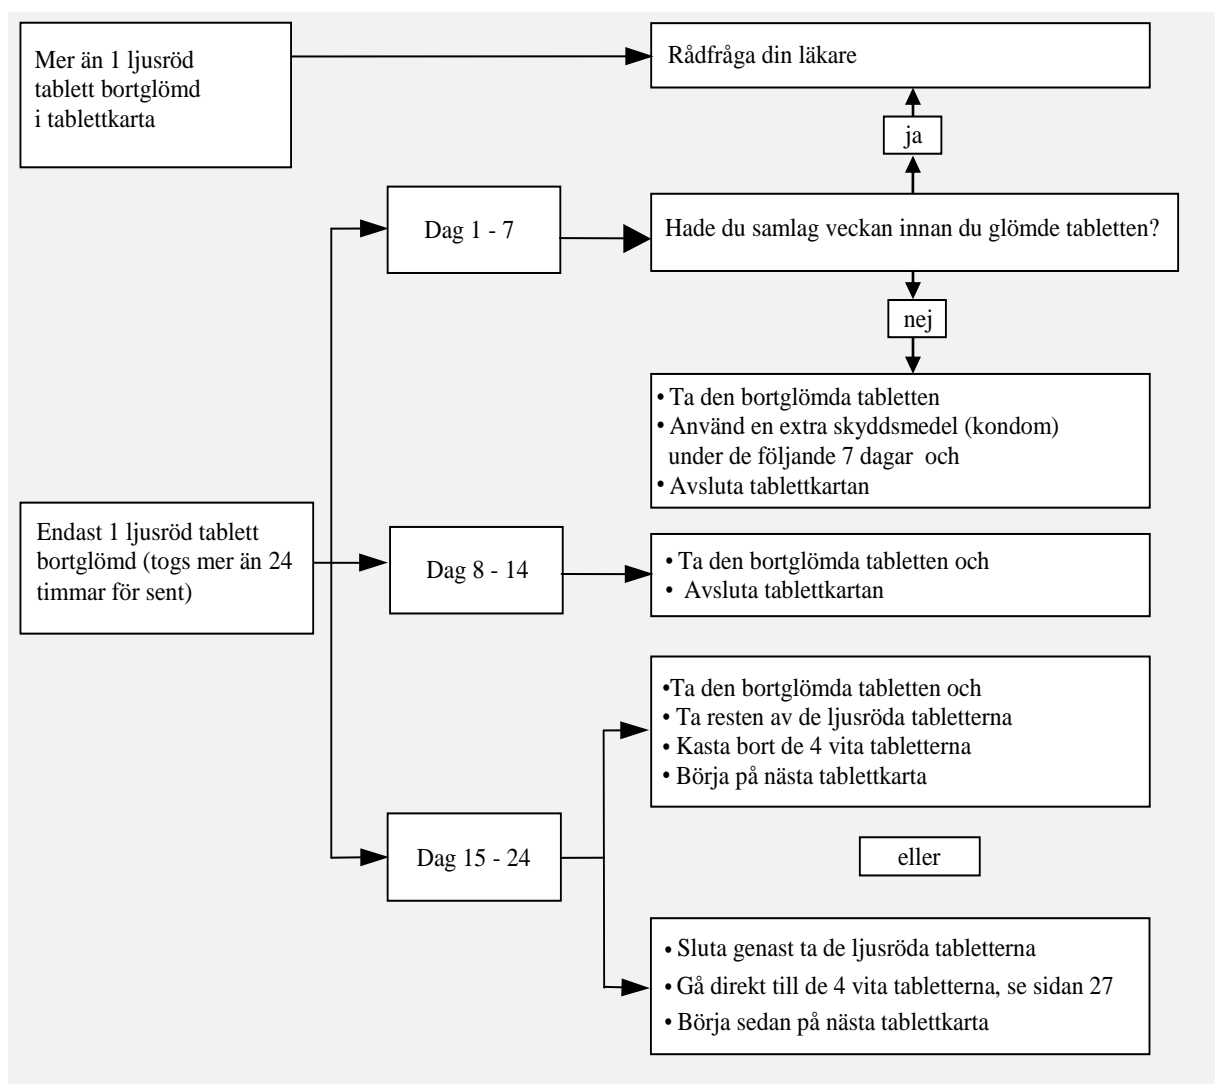 Mer än 1 ljusröd
tablett bortglömd
i tablettkarta
Rådfråga din läkare
ja
Dag 1 - 7
Hade du samlag veckan innan du glömde tabletten?
nej
• Ta den bortglömda tabletten
• Använd en extra skyddsmedel (kondom)
under de följande 7 dagar och
• Avsluta tablettkartan
Endast 1 ljusröd tablett
bortglömd (togs mer än 24
timmar för sent)
Dag 8 - 14
• Ta den bortglömda tabletten och
• Avsluta tablettkartan
•Ta den bortglömda tabletten och
• Ta resten av de ljusröda tabletterna
• Kasta bort de 4 vita tabletterna
• Börja på nästa tablettkarta
Dag 15 - 24
eller
• Sluta genast ta de ljusröda tabletterna
• Gå direkt till de 4 vita tabletterna, se sidan 27
• Börja sedan på nästa tablettkarta